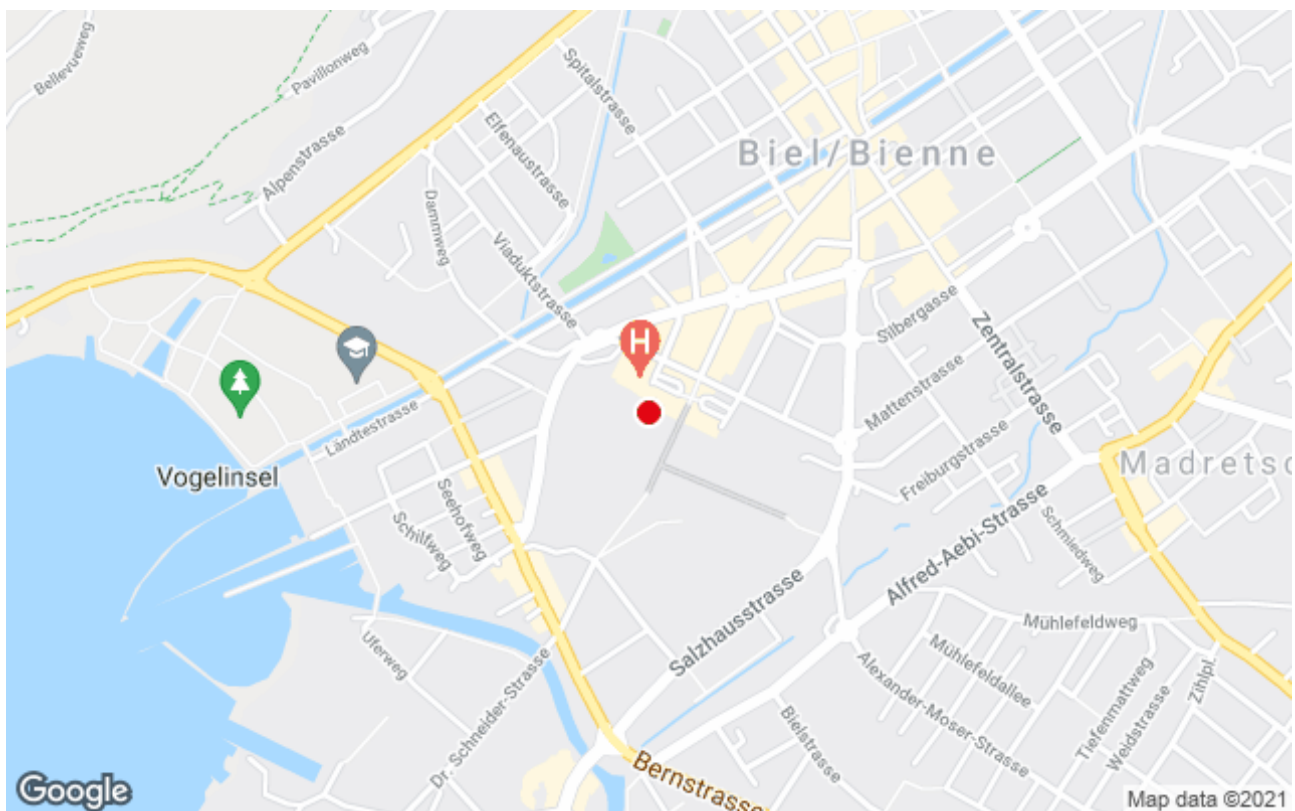 Bellevueweg
Pavillonweg
Alpenstrasse
Spitalstrasse
Elfenaustrasse
Dammweg
Viaduktstrasse
Biel/Bienne
H
Silbergasse
Zentralstrasse
Mattenstrasse
Freiburgstrasse
Madretsc
Ländtestrasse
Vogelinsel
Seehofweg
Schilfweg
Schmiedweg
Alfred-Aebi-Strasse
Salzhausstrasse
Uferweg
Dr. Schneider-Strasse
Mühlefeldweg
Mühlefeldallee
Alexander-Moser-Strasse
Tiefenmattweg
Weidstrasse
Zihlpl.
Bielstrasse
Bernstrasse
Google
Map data ©2021